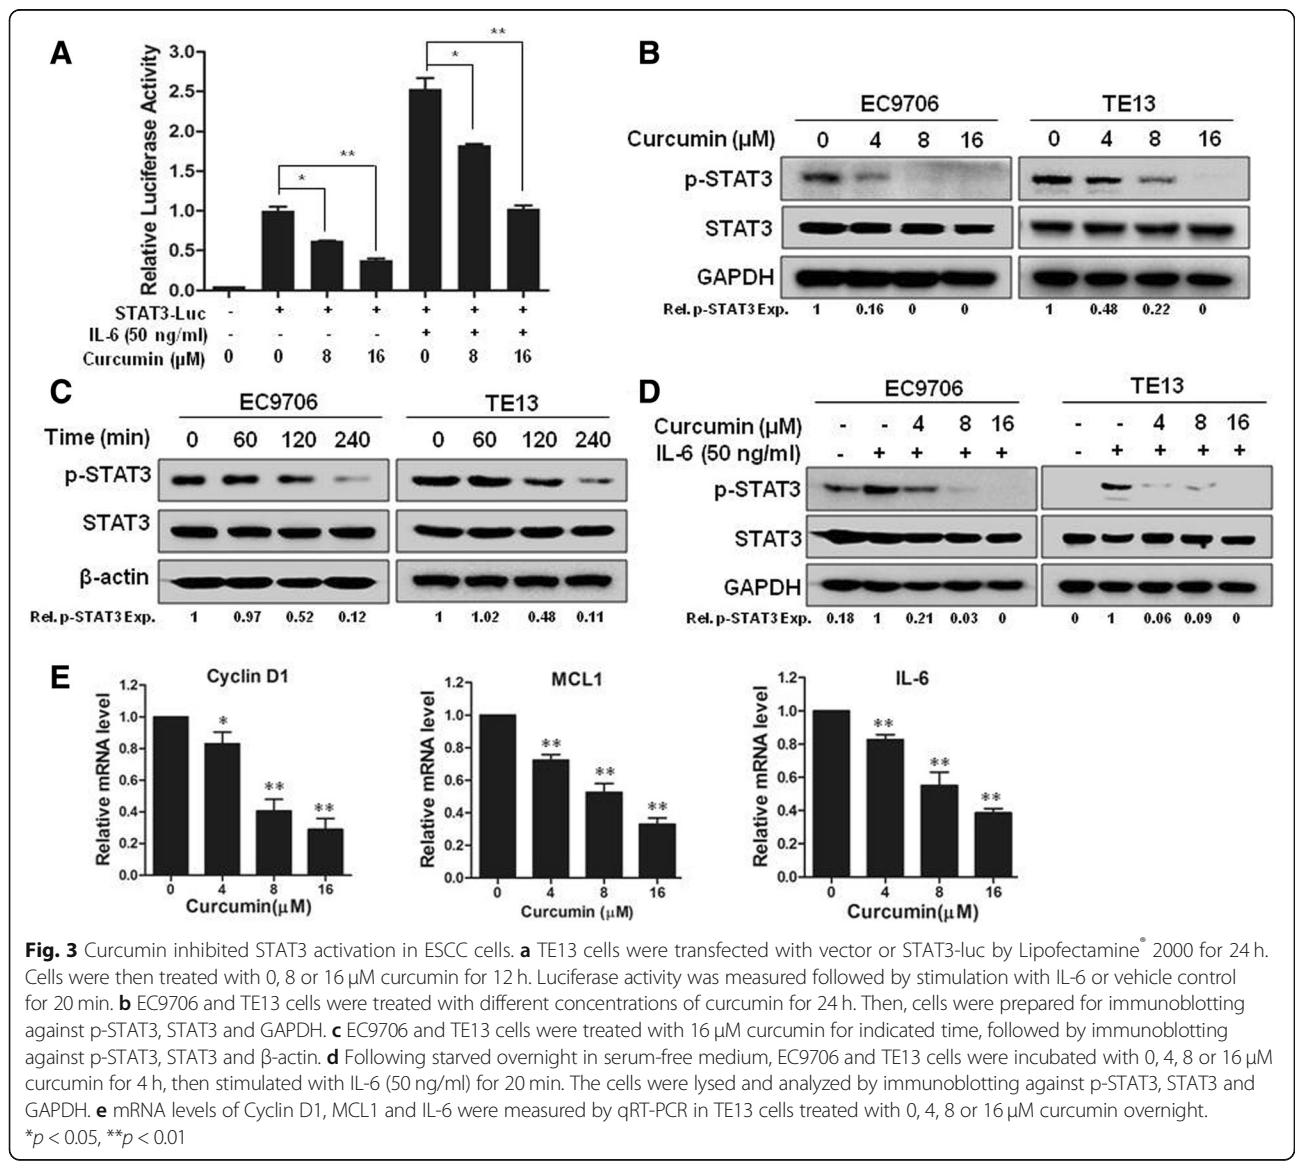 A
Relative Luciferase Activity
3.0
2.5
2.0
1.5
1.0
0.5
0.0
* ** * **
STAT3-Luc - + + + + + +
IL-6 (50 ng/ml) - - - - + + +
Curcumin (µM) 0 0 8 16 0 8 16
B
EC9706 TE13
Curcumin (µM) 0 4 8 16 0 4 8 16
p-STAT3
STAT3
GAPDH
Rel. p-STAT3 Exp. 1 0.16 0 0 1 0.48 0.22 0
C
EC9706 TE13
Time (min) 0 60 120 240 0 60 120 240
p-STAT3
STAT3
β-actin
Rel. p-STAT3 Exp. 1 0.97 0.52 0.12 1 1.02 0.48 0.11
D
EC9706 TE13
Curcumin (µM) - - 4 8 16 - - 4 8 16
IL-6 (50 ng/ml) - + + + + - + + + +
p-STAT3
STAT3
GAPDH
Rel. p-STAT3 Exp. 0.18 1 0.21 0.03 0 0 1 0.06 0.09 0
E
Cyclin D1
Relative mRNA level
1.2
1.0
0.8
0.6
0.4
0.2
0.0
* ** **
0 4 8 16
Curcumin(µM)
MCL1
Relative mRNA level
1.2
1.0
0.8
0.6
0.4
0.2
0.0
** ** **
0 4 8 16
Curcumin (µM)
IL-6
Relative mRNA level
1.2
1.0
0.8
0.6
0.4
0.2
0.0
** ** **
0 4 8 16
Curcumin(µM)
Fig. 3 Curcumin inhibited STAT3 activation in ESCC cells. a TE13 cells were transfected with vector or STAT3-luc by Lipofectamine® 2000 for 24 h.
Cells were then treated with 0, 8 or 16 µM curcumin for 12 h. Luciferase activity was measured followed by stimulation with IL-6 or vehicle control
for 20 min. b EC9706 and TE13 cells were treated with different concentrations of curcumin for 24 h. Then, cells were prepared for immunoblotting
against p-STAT3, STAT3 and GAPDH. c EC9706 and TE13 cells were treated with 16 µM curcumin for indicated time, followed by immunoblotting
against p-STAT3, STAT3 and β-actin. d Following starved overnight in serum-free medium, EC9706 and TE13 cells were incubated with 0, 4, 8 or 16 µM
curcumin for 4 h, then stimulated with IL-6 (50 ng/ml) for 20 min. The cells were lysed and analyzed by immunoblotting against p-STAT3, STAT3 and
GAPDH. e mRNA levels of Cyclin D1, MCL1 and IL-6 were measured by qRT-PCR in TE13 cells treated with 0, 4, 8 or 16 µM curcumin overnight.
*p < 0.05, **p < 0.01